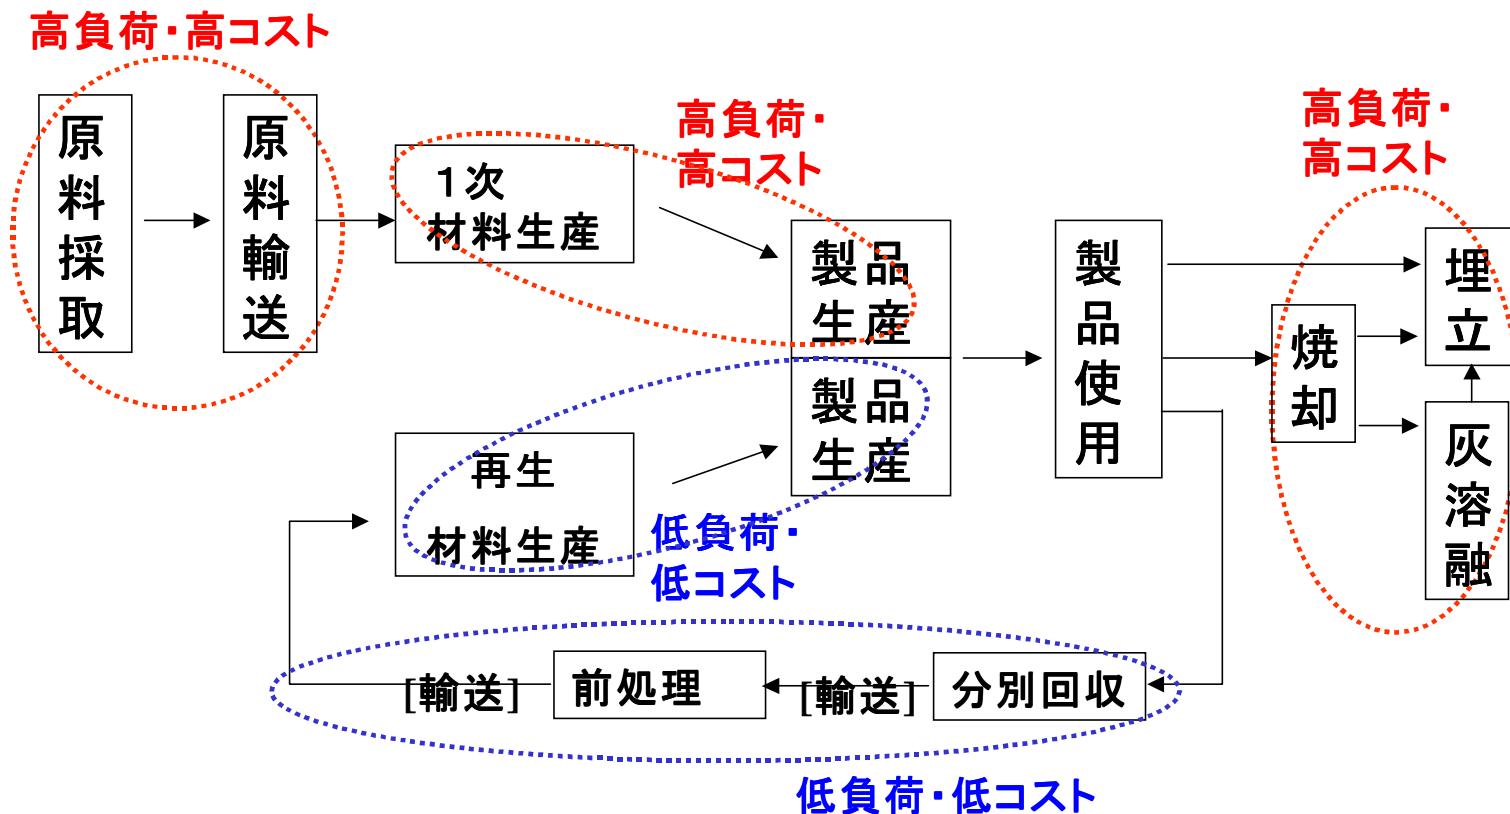 高負荷・高コスト
原料採取
原料輸送
１次
材料生産
高負荷・
高コスト
製品
生産
製品
生産
再生
材料生産
低負荷・
低コスト
製品使用
高負荷・
高コスト
焼却
埋立
灰溶融
[輸送]
前処理
[輸送]
分別回収
低負荷・低コスト